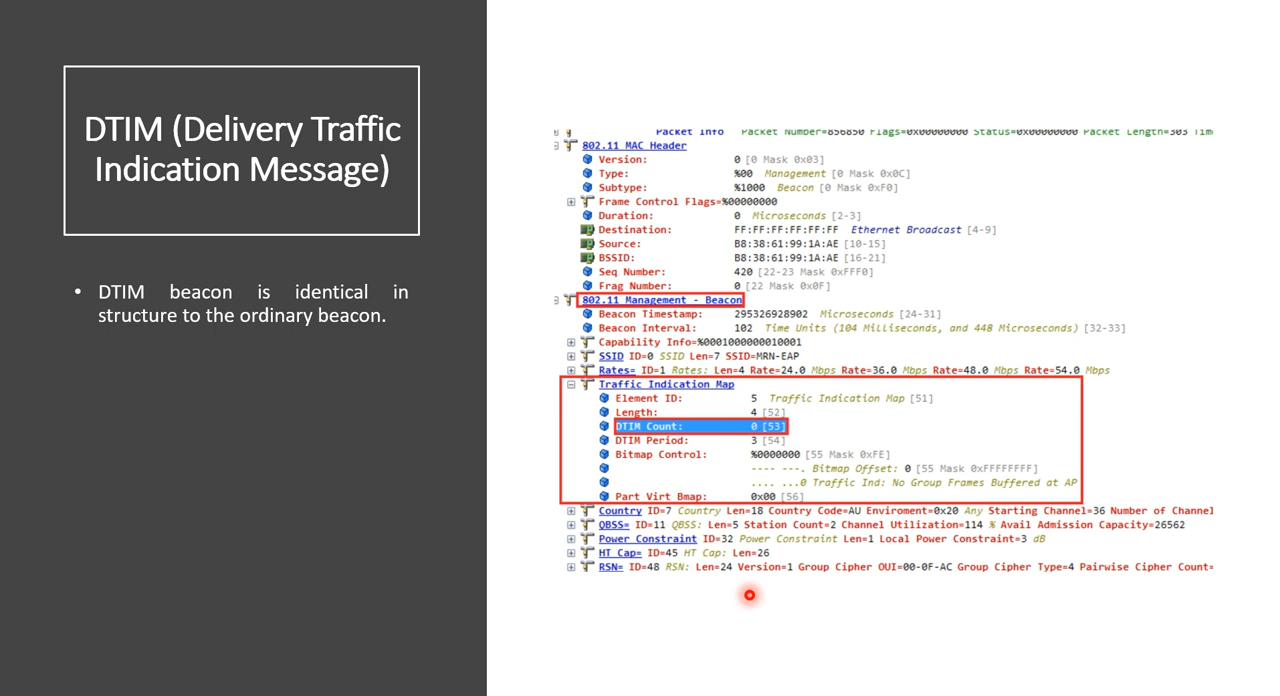 DTIM (Delivery Traffic
Indication Message)
• DTIM beacon is identical in
structure to the ordinary beacon.
Packet Info Packet Number=856850 Flags=0x00000000 Status=0x00000000 Packet Length=303 Tim
802.11 MAC Header
Version: 0 [0 Mask 0x03]
Type: %00 Management [0 Mask 0x0C]
Subtype: %1000 Beacon [0 Mask 0xF0]
Frame Control Flags=%00000000
Duration: 0 Microseconds [2-3]
Destination: FF:FF:FF:FF:FF:FF Ethernet Broadcast [4-9]
Source: B8:38:61:99:1A:AE [10-15]
BSSID: B8:38:61:99:1A:AE [16-21]
Seq Number: 420 [22-23 Mask 0xFFF0]
Frag Number: 0 [22 Mask 0x0F]
802.11 Management - Beacon
Beacon Timestamp: 295326928902 Microseconds [24-31]
Beacon Interval: 102 Time Units (104 Milliseconds, and 448 Microseconds) [32-33]
Capability Info=%0001000000010001
SSID ID=0 SSID Len=7 SSID=MRN-EAP
Rates= ID=1 Rates: Len=4 Rate=24.0 Mbps Rate=36.0 Mbps Rate=48.0 Mbps Rate=54.0 Mbps
Traffic Indication Map
Element ID: 5 Traffic Indication Map [51]
Length: 4 [52]
DTIM Count: 0 [53]
DTIM Period: 3 [54]
Bitmap Control: %0000000 [55 Mask 0xFE]
---- ---. Bitmap Offset: 0 [55 Mask 0xFFFFFFFF]
.... ...0 Traffic Ind: No Group Frames Buffered at AP
Part Virt Bmap: 0x00 [56]
Country ID=7 Country Len=18 Country Code=AU Enviroment=0x20 Any Starting Channel=36 Number of Channel
QBSS= ID=11 QBSS: Len=5 Station Count=2 Channel Utilization=114 % Avail Admission Capacity=26562
Power Constraint ID=32 Power Constraint Len=1 Local Power Constraint=3 dB
HT Cap= ID=45 HT Cap: Len=26
RSN= ID=48 RSN: Len=24 Version=1 Group Cipher OUI=00-0F-AC Group Cipher Type=4 Pairwise Cipher Count=